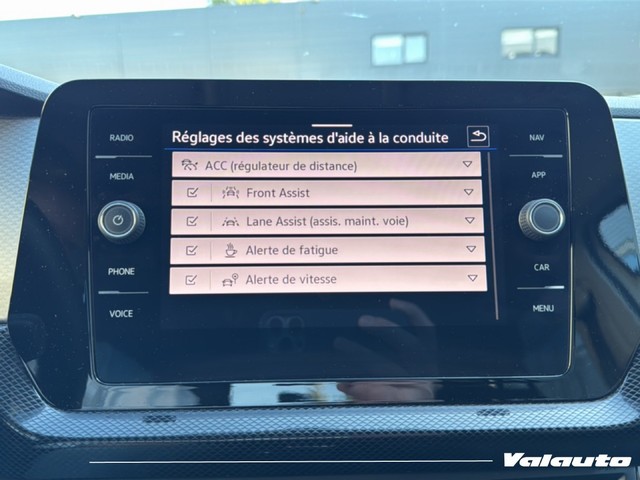 RADIO
MEDIA
PHONE
VOICE
Réglages des systèmes d'aide à la conduite
ACC (régulateur de distance)
Front Assist
Lane Assist (assis. maint. voie)
Alerte de fatigue
Alerte de vitesse
NAV
APP
CAR
MENU
Valauto